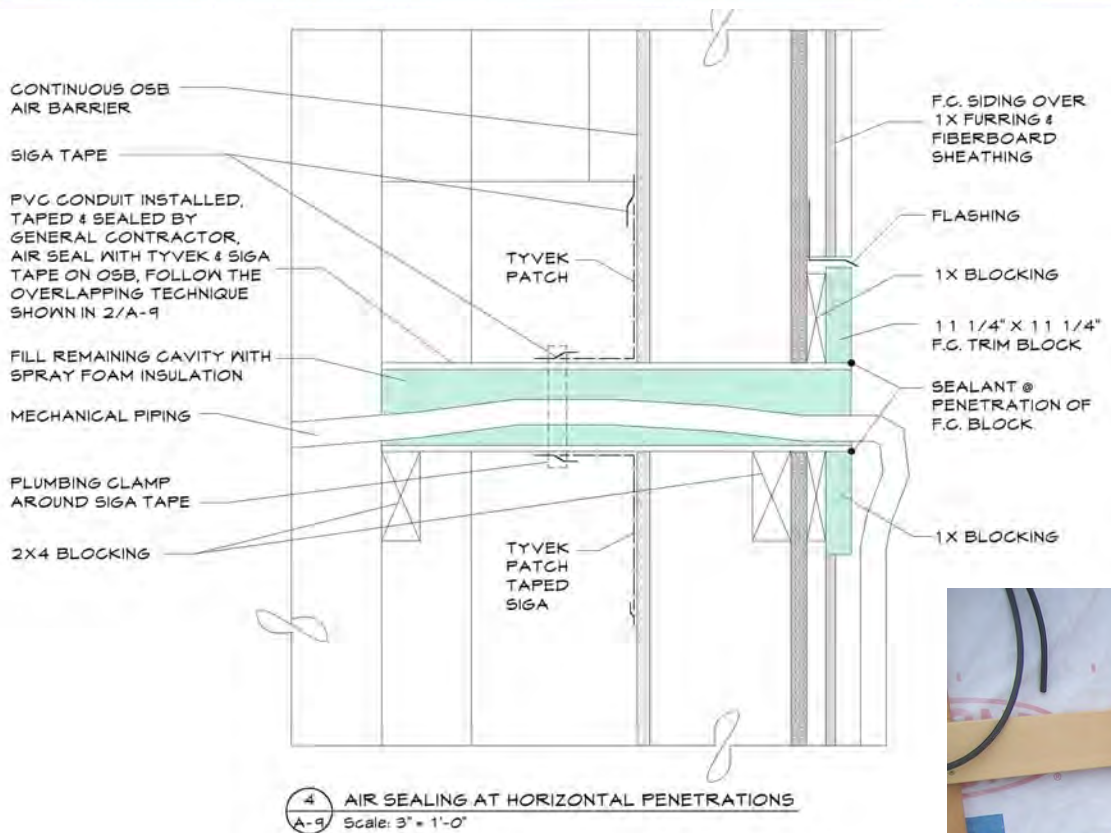 CONTINUOUS OSB
AIR BARRIER
SIGA TAPE
PVC CONDUIT INSTALLED,
TAPED & SEALED BY
GENERAL CONTRACTOR,
AIR SEAL WITH TYVEK & SIGA
TAPE ON OSB, FOLLOW THE
OVERLAPPING TECHNIQUE
SHOWN IN 2/A-9
FILL REMAINING CAVITY WITH
SPRAY FOAM INSULATION
MECHANICAL PIPING
PLUMBING CLAMP
AROUND SIGA TAPE
2X4 BLOCKING
TYVEK
PATCH
TYVEK
PATCH
TAPED
SIGA
F.C. SIDING OVER
1X FURRING &
FIBERBOARD
SHEATHING
FLASHING
1X BLOCKING
11 1/4" X 11 1/4"
F.C. TRIM BLOCK
SEALANT @
PENETRATION OF
F.C. BLOCK
1X BLOCKING
4
A-9
AIR SEALING AT HORIZONTAL PENETRATIONS
Scale: 3" = 1'-0"